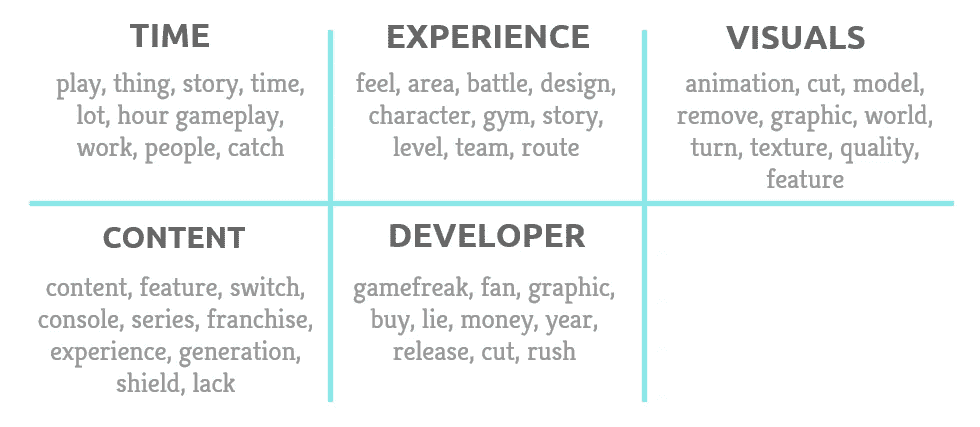 TIME
play, thing, story, time,
lot, hour gameplay,
work, people, catch
EXPERIENCE
feel, area, battle, design,
character, gym, story,
level, team, route
VISUALS
animation, cut, model,
remove, graphic, world,
turn, texture, quality,
feature
CONTENT
content, feature, switch,
console, series, franchise,
experience, generation,
shield, lack
DEVELOPER
gamefreak, fan, graphic,
buy, lie, money, year,
release, cut, rush